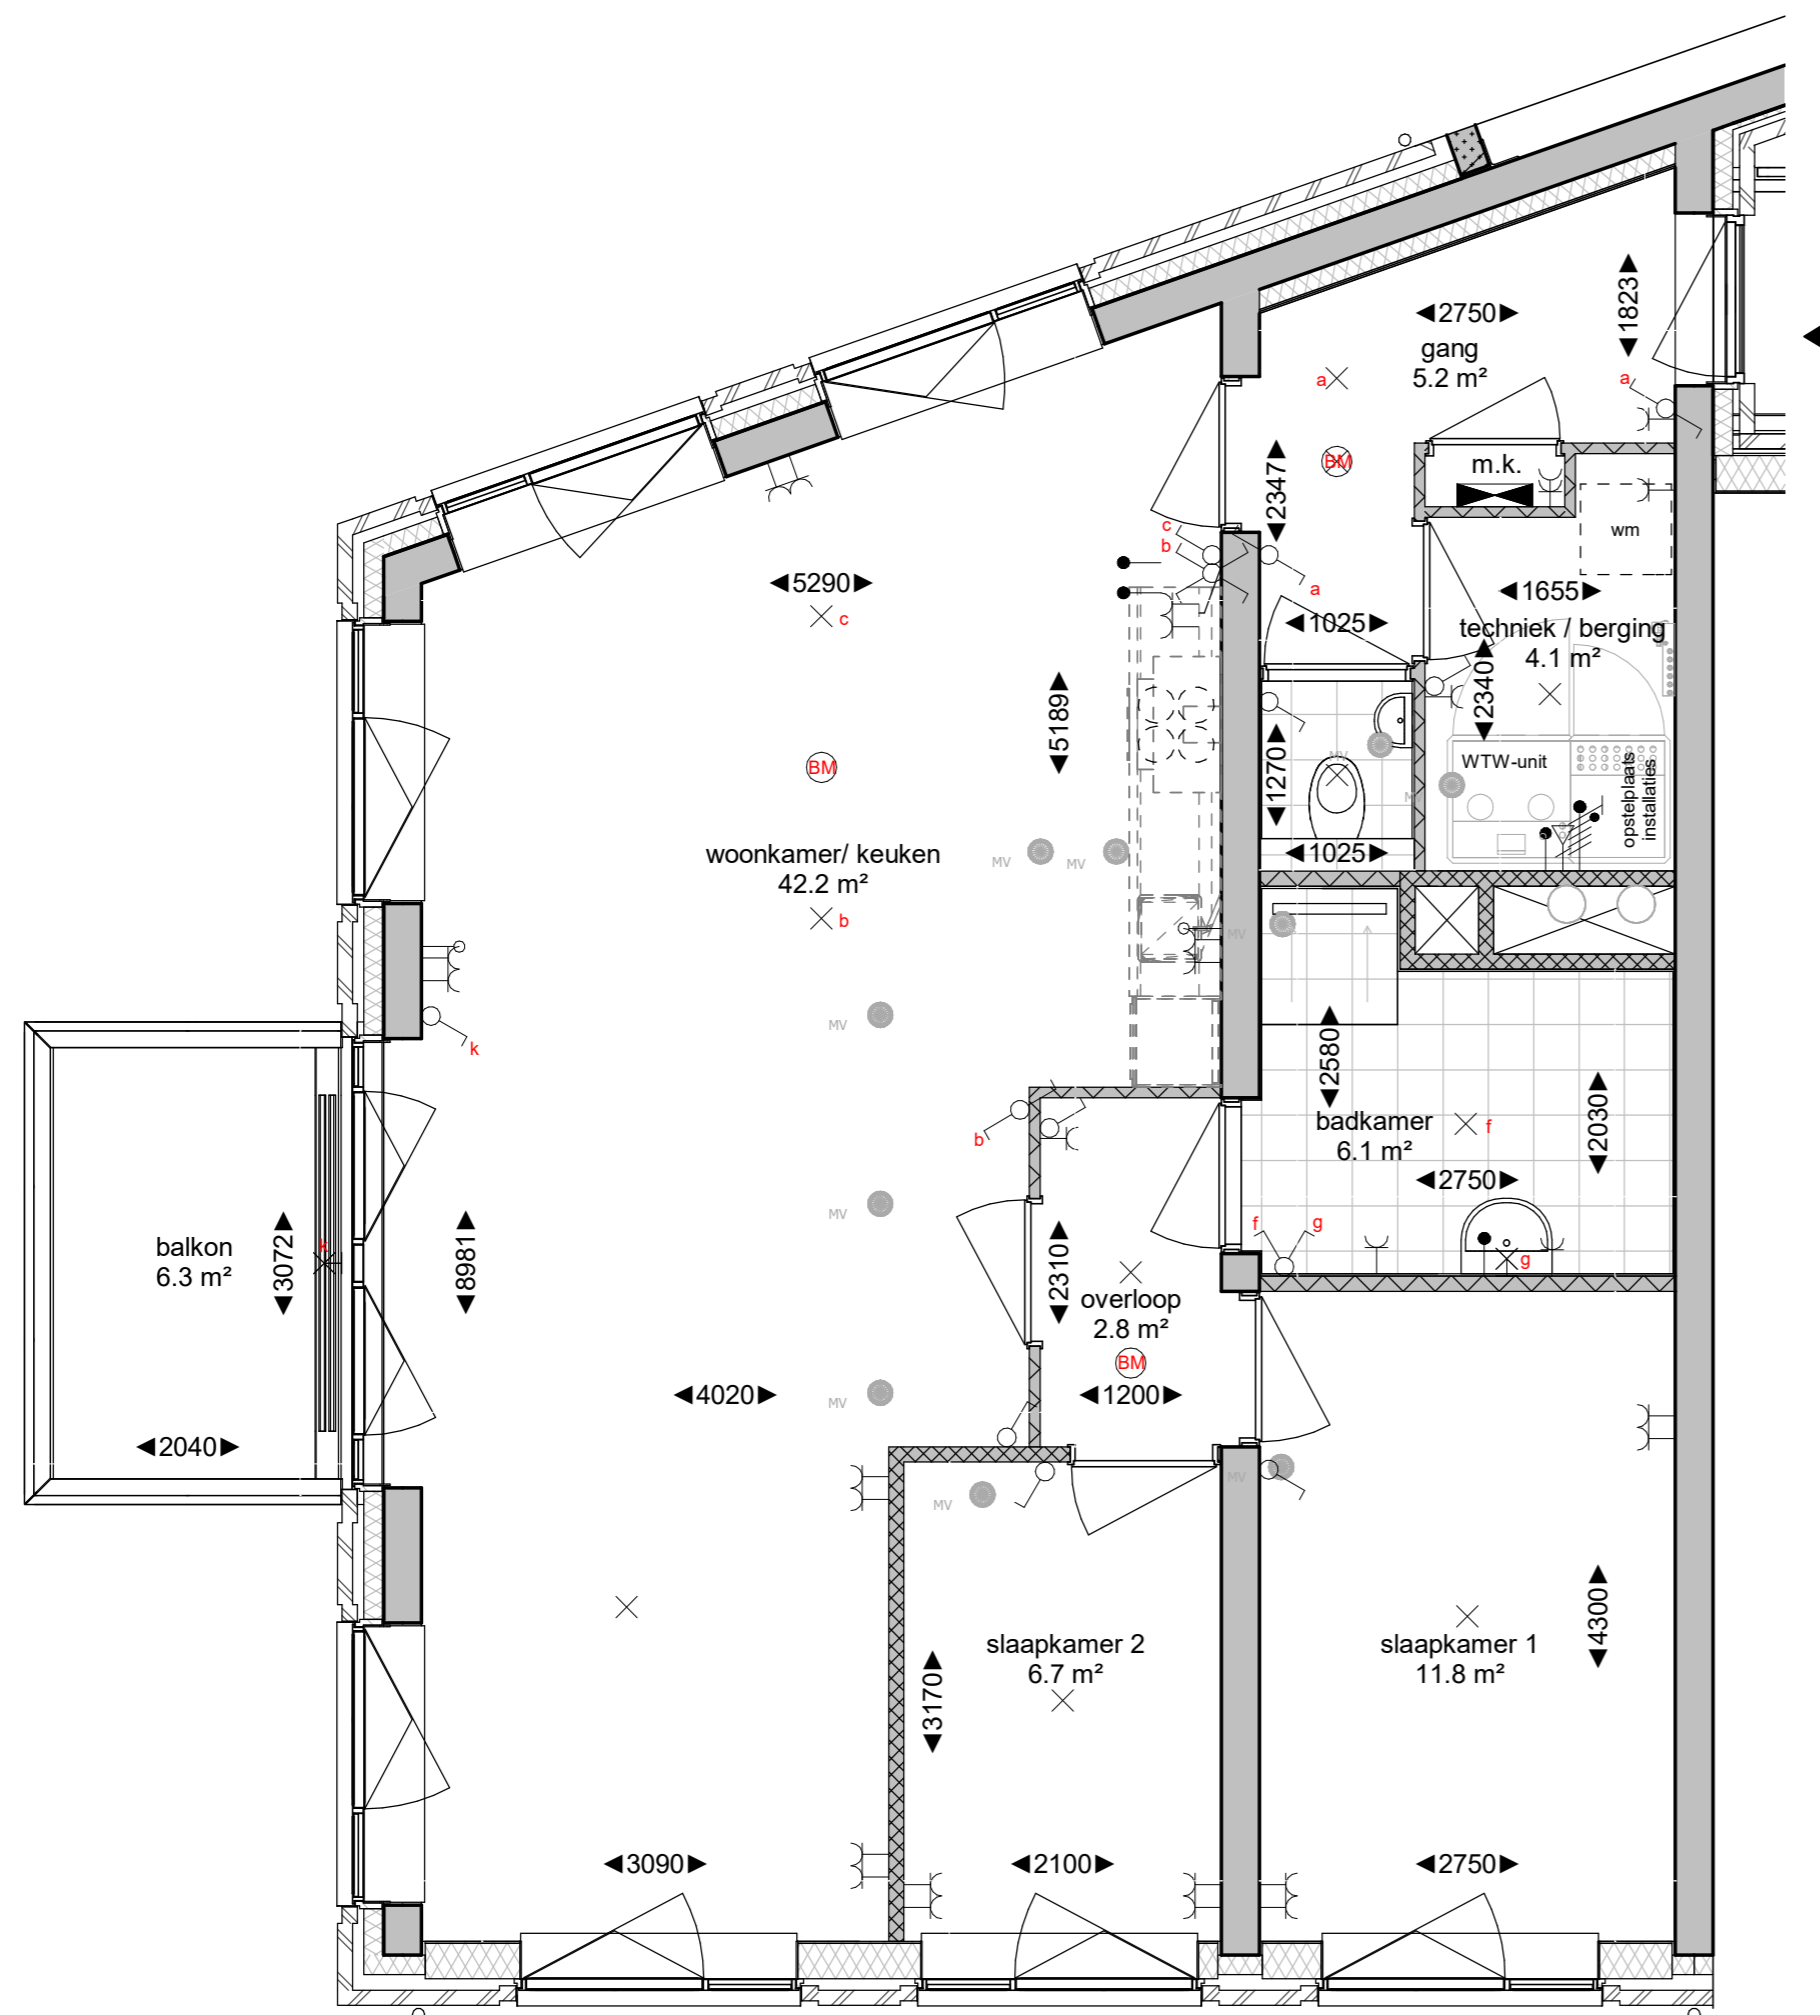 2750
gang
5.2 m²
1823
a
a
BM
m.k.
2347
wm
c
b
a
5290
c
1655
1025
techniek / berging
4.1 m²
2340
5189
BM
MV
WTW-unit
opstelplaats
installaties
1270
MV
woonkamer/ keuken
42.2 m²
MV
MV
1025
b
MV
MV
k
2580
badkamer
6.1 m²
f
2030
b
2750
MV
f
g
balkon
6.3 m²
k
3072
8981
2310
g
overloop
2.8 m²
BM
4020
MV
1200
2040
MV
MV
slaapkamer 2
6.7 m²
slaapkamer 1
11.8 m²
4300
3170
3090
2100
2750